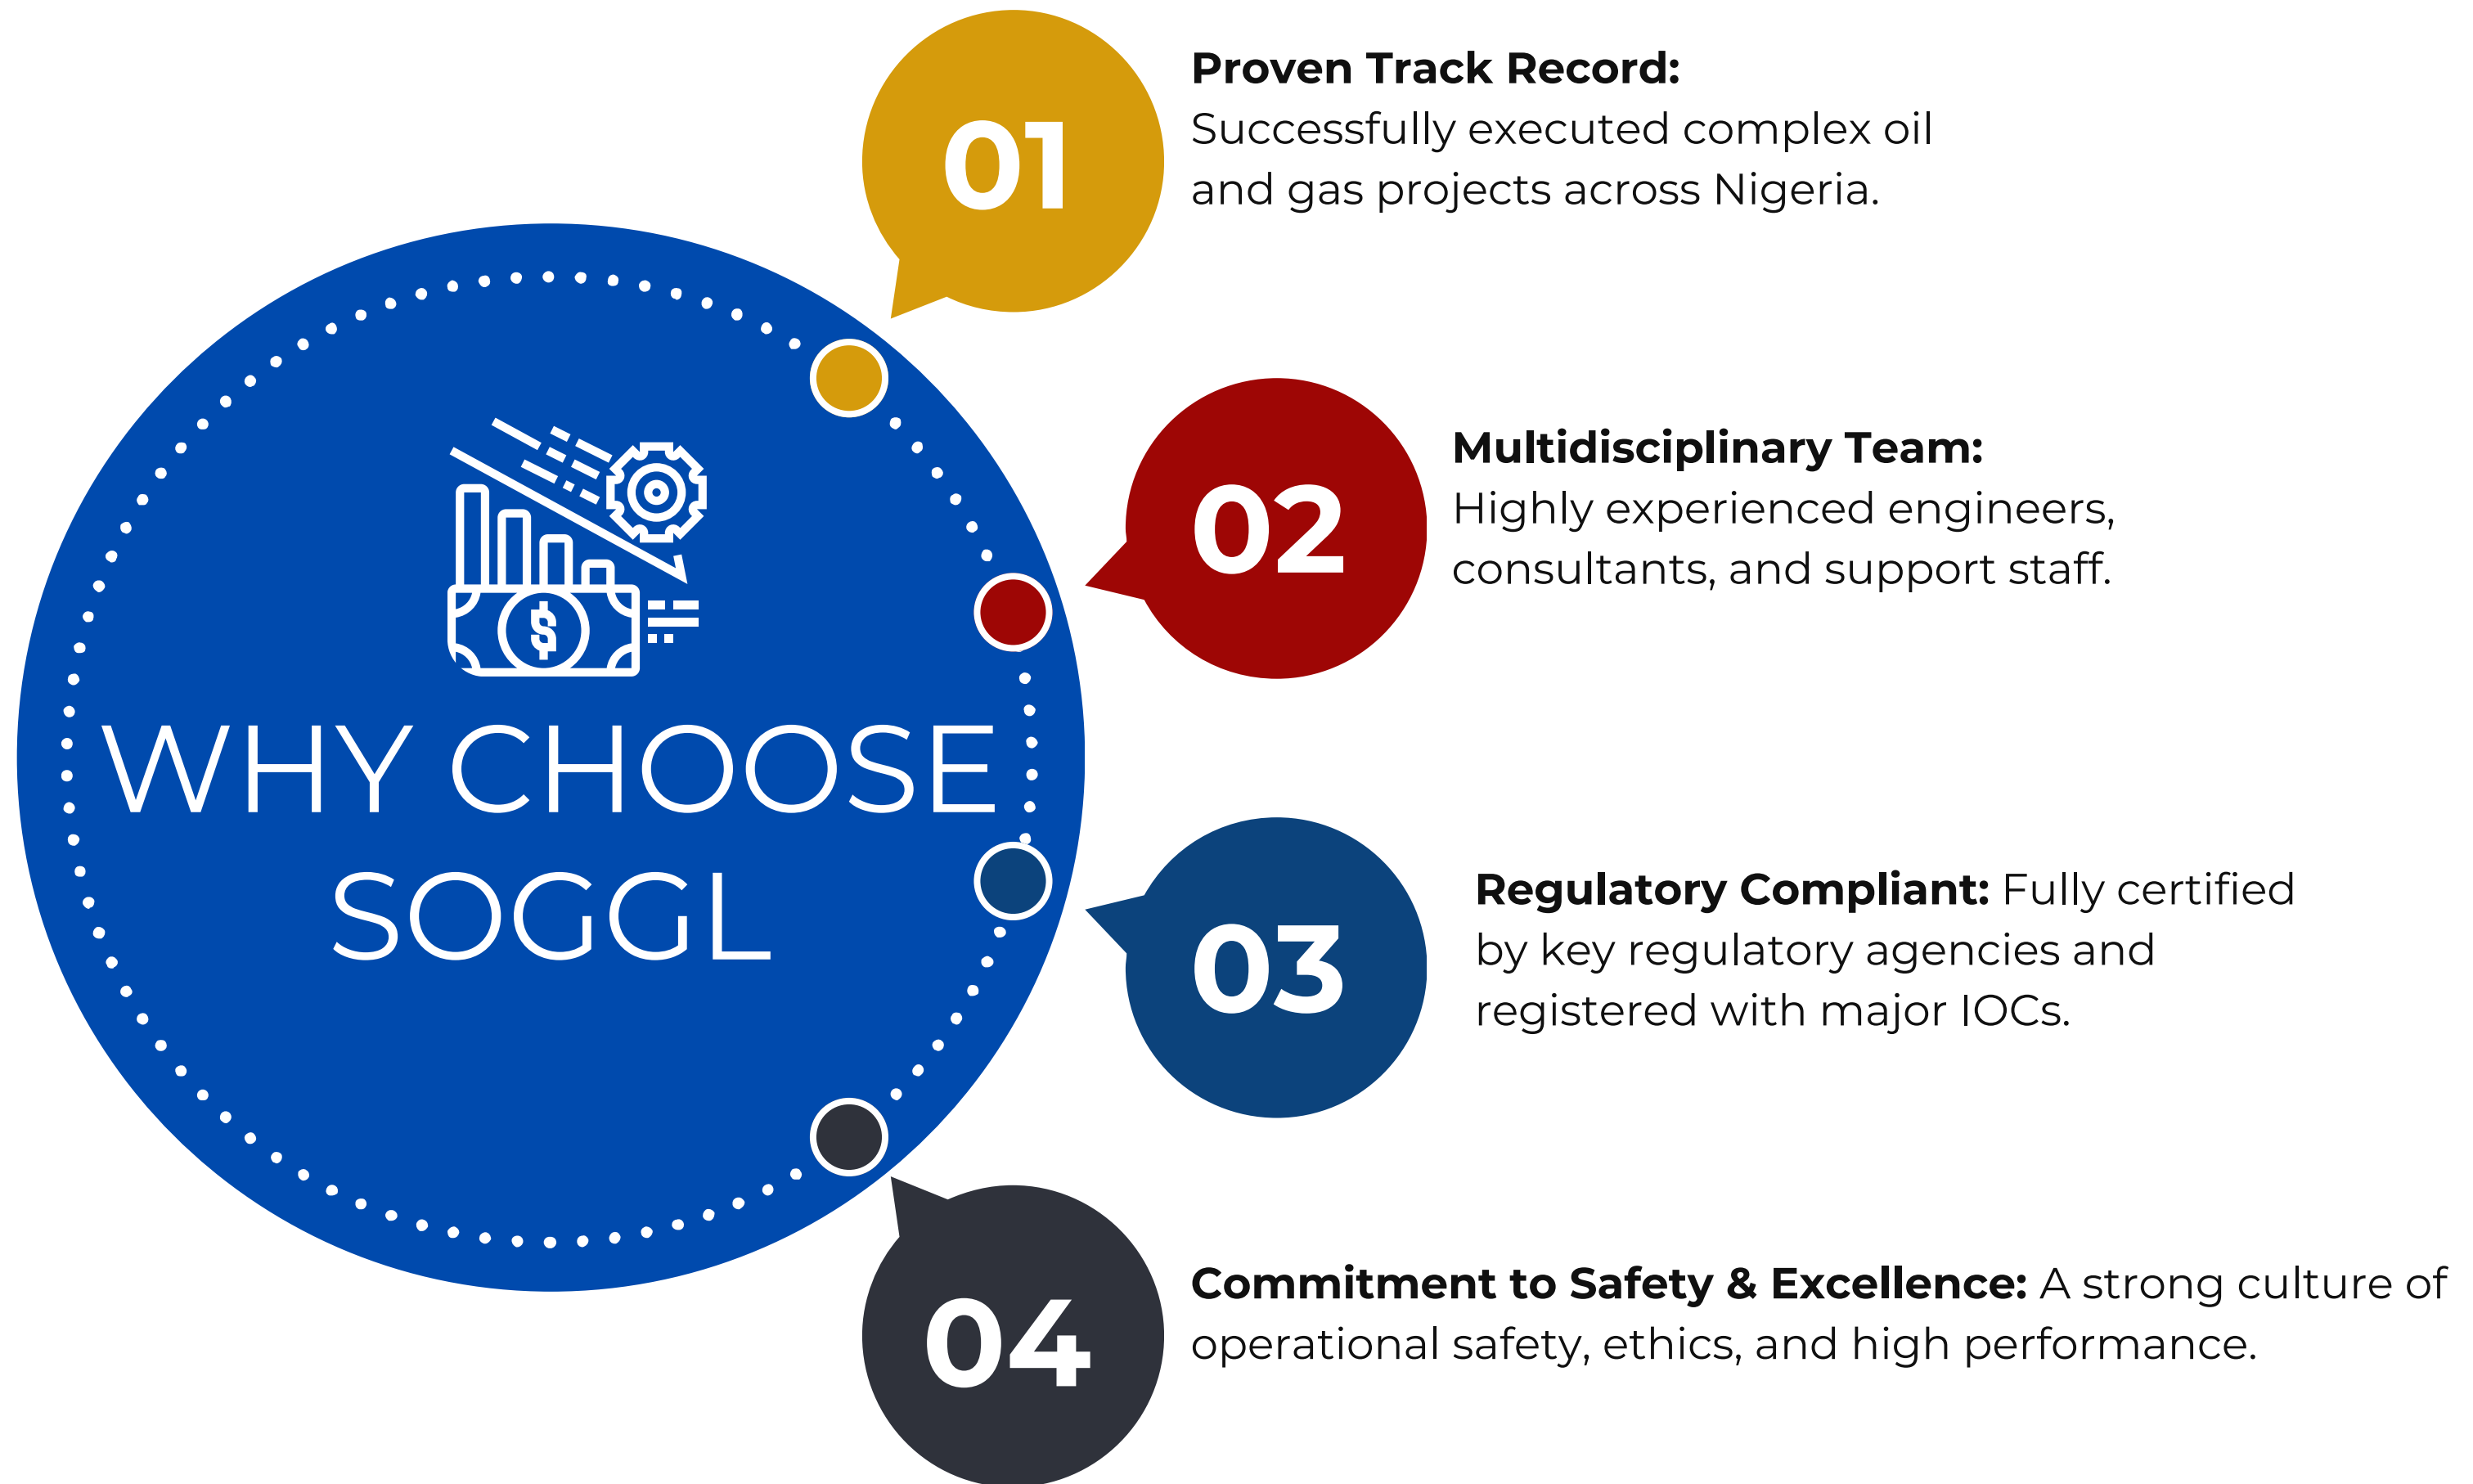 WHY CHOOSE
SOGGL
$
01
Proven Track Record:
Successfully executed complex oil
and gas projects across Nigeria.
02
Multidisciplinary Team:
Highly experienced engineers,
consultants, and support staff.
03
Regulatory Compliant: Fully certified
by key regulatory agencies and
registered with major IOCs.
04
Commitment to Safety & Excellence: A strong culture of
operational safety, ethics, and high performance.